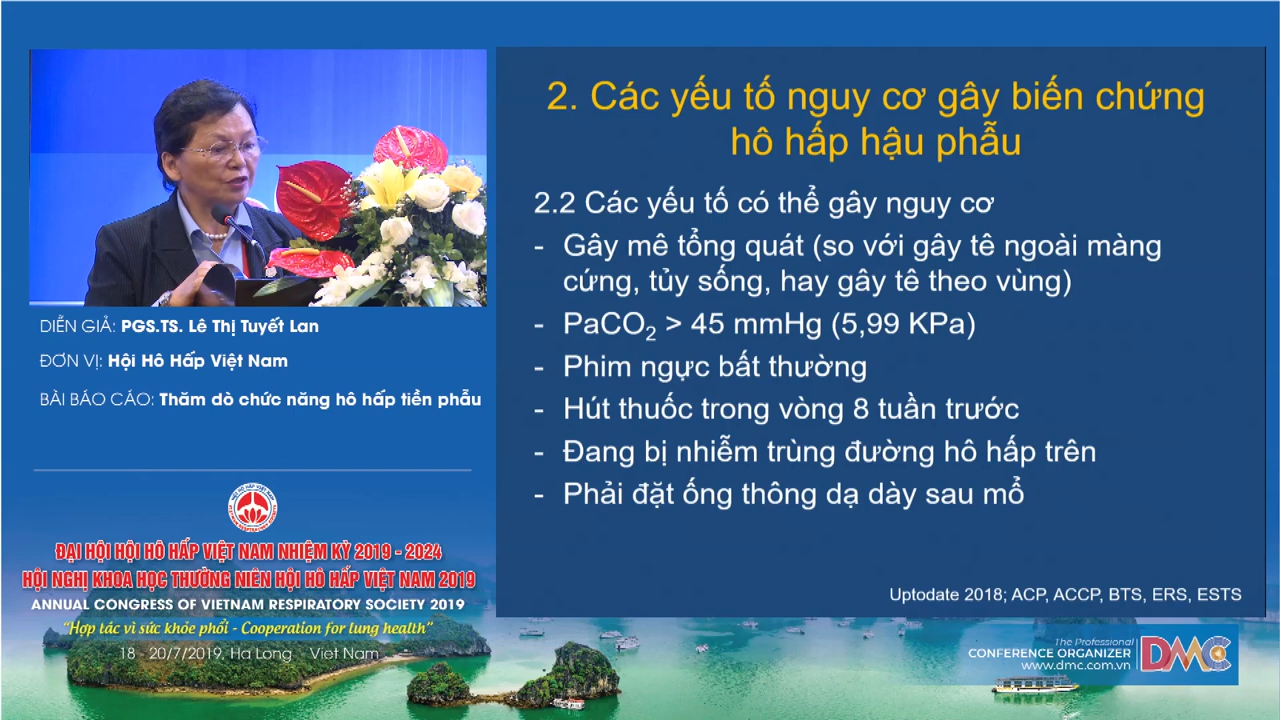 2. Các yếu tố nguy cơ gây biến chứng
hô hấp hậu phẫu
2.2 Các yếu tố có thể gây nguy cơ
- Gây mê tổng quát (so với gây tê ngoài màng
cứng, tủy sống, hay gây tê theo vùng)
- PaCO₂ > 45 mmHg (5,99 KPa)
- Phim ngực bất thường
- Hút thuốc trong vòng 8 tuần trước
- Đang bị nhiễm trùng đường hô hấp trên
- Phải đặt ống thông dạ dày sau mổ
Uptodate 2018; ACP, ACCP, BTS, ERS, ESTS
DIỄN GIẢ: PGS.TS. Lê Thị Tuyết Lan
ĐƠN VỊ: Hội Hô Hấp Việt Nam
BÀI BÁO CÁO: Thăm dò chức năng hô hấp tiền phẫu
ĐẠI HỘI HỘI HÔ HẤP VIỆT NAM NHIỆM KỲ 2019 - 2024
HỘI NGHỊ KHOA HỌC THƯỜNG NIÊN HỘI HÔ HẤP VIỆT NAM 2019
ANNUAL CONGRESS OF VIETNAM RESPIRATORY SOCIETY 2019
“Hợp tác vì sức khỏe phổi - Cooperation for lung health”
18 - 20/7/2019, Ha Long Viet Nam
The Professional
CONFERENCE ORGANIZER
www.dmc.com.vn
DMC